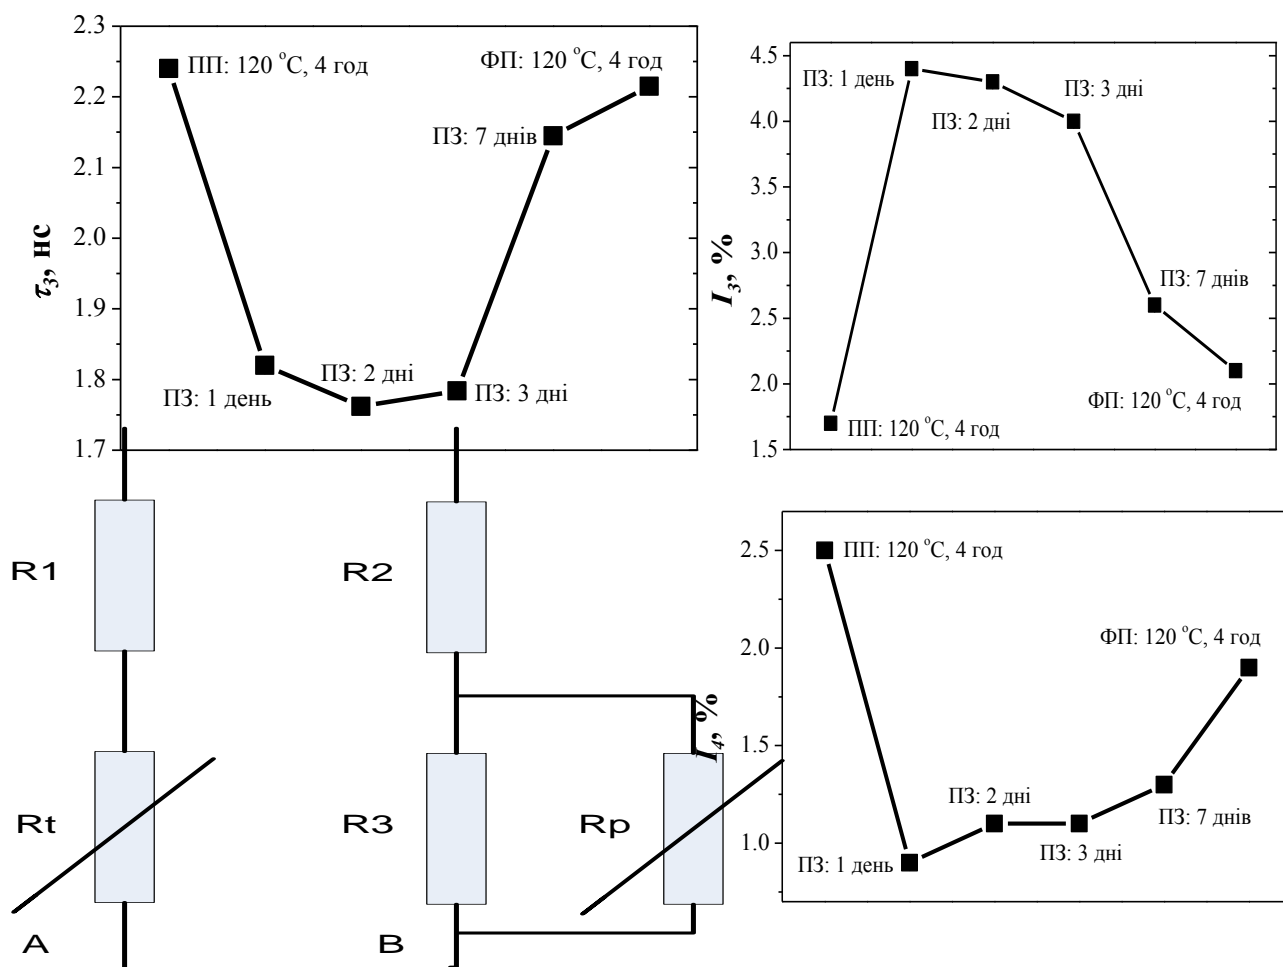 2.3
2.2
2.1
2.0
1.9
1.8
1.7
τ3, нс
ПП: 120 °С, 4 год
ФП: 120 °С, 4 год
ПЗ: 7 днів
ПЗ: 2 дні
ПЗ: 1 день
ПЗ: 3 дні
4.5
4.0
3.5
3.0
2.5
2.0
1.5
I3, %
ПЗ: 1 день
ПЗ: 3 дні
ПЗ: 2 дні
ПЗ: 7 днів
ФП: 120 °С, 4 год
ПП: 120 °С, 4 год
R1
R2
Rt
R3
Rp
A
B
2.5
2.0
1.5
1.0
I4, %
ПП: 120 °С, 4 год
ФП: 120 °С, 4 год
ПЗ: 2 дні
ПЗ: 7 днів
ПЗ: 3 дні
ПЗ: 1 день